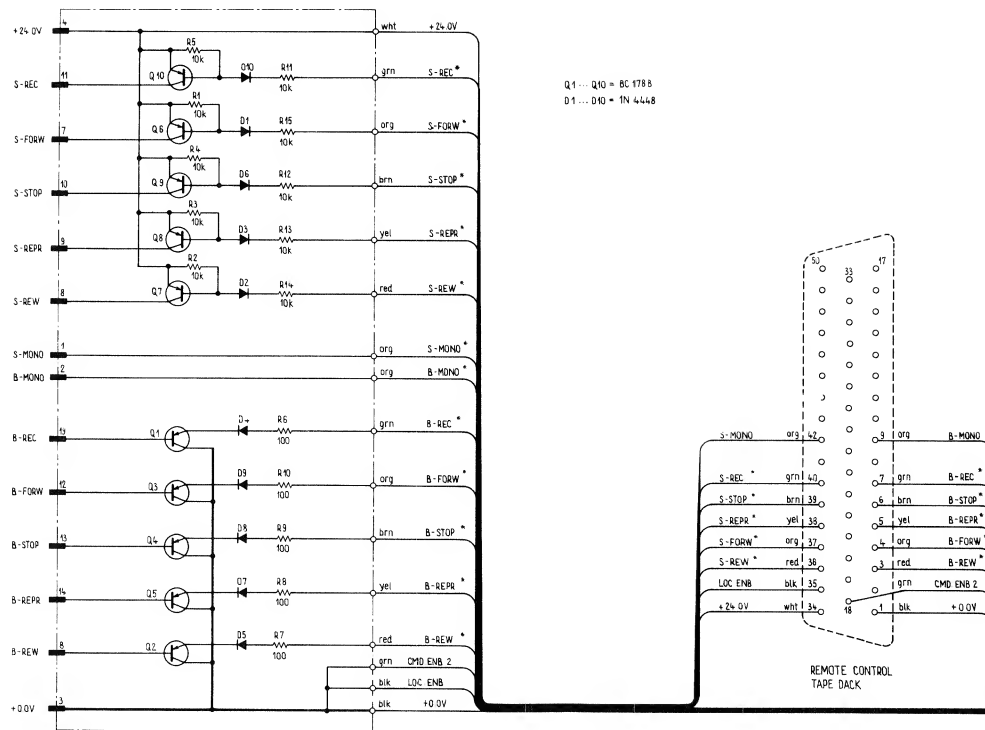 4 wht +24.0V
+24.0V
R5
10k
11 Q10 D10 R11 grn S-REC*
S-REC 10k
R1
10k
7 Q6 D1 R15 org S-FORW*
S-FORW 10k
R4
10k
10 Q9 D6 R12 brn S-STOP*
S-STOP 10k
R3
10k
9 Q8 D3 R13 yel S-REPR*
S-REPR 10k
R2
10k
8 Q7 D2 R14 red S-REW*
S-REW 10k
1 org S-MONO*
S-MONO
2 org B-MONO*
B-MONO
Q1 R6 grn B-REC*
B-REC 100
12 Q3 D9 R10 org B-FORW*
B-FORW 100
13 Q4 D8 R9 brn B-STOP*
B-STOP 100
14 Q5 D7 R8 yel B-REPR*
B-REPR 100
8 Q2 D5 R7 red B-REW*
B-REW 100
grn CMD ENB 2
blk LOC ENB
3 blk +0.0V
+0.0V
Q1 ... Q10 = BC 178 B
D1 ... D10 = 1N 4448
50 33 17
S-MONO org 42 9 org B-MONO
S-REC* grn 40 7 grn B-REC*
S-STOP* brn 39 6 brn B-STOP*
S-REPR* yel 38 5 yel B-REPR*
S-FORW* org 37 4 org B-FORW*
S-REW* red 36 3 red B-REW*
LOC ENB blk 35 grn CMD ENB 2
+24.0V wht 34 18 1 blk +0.0V
REMOTE CONTROL
TAPE DACK